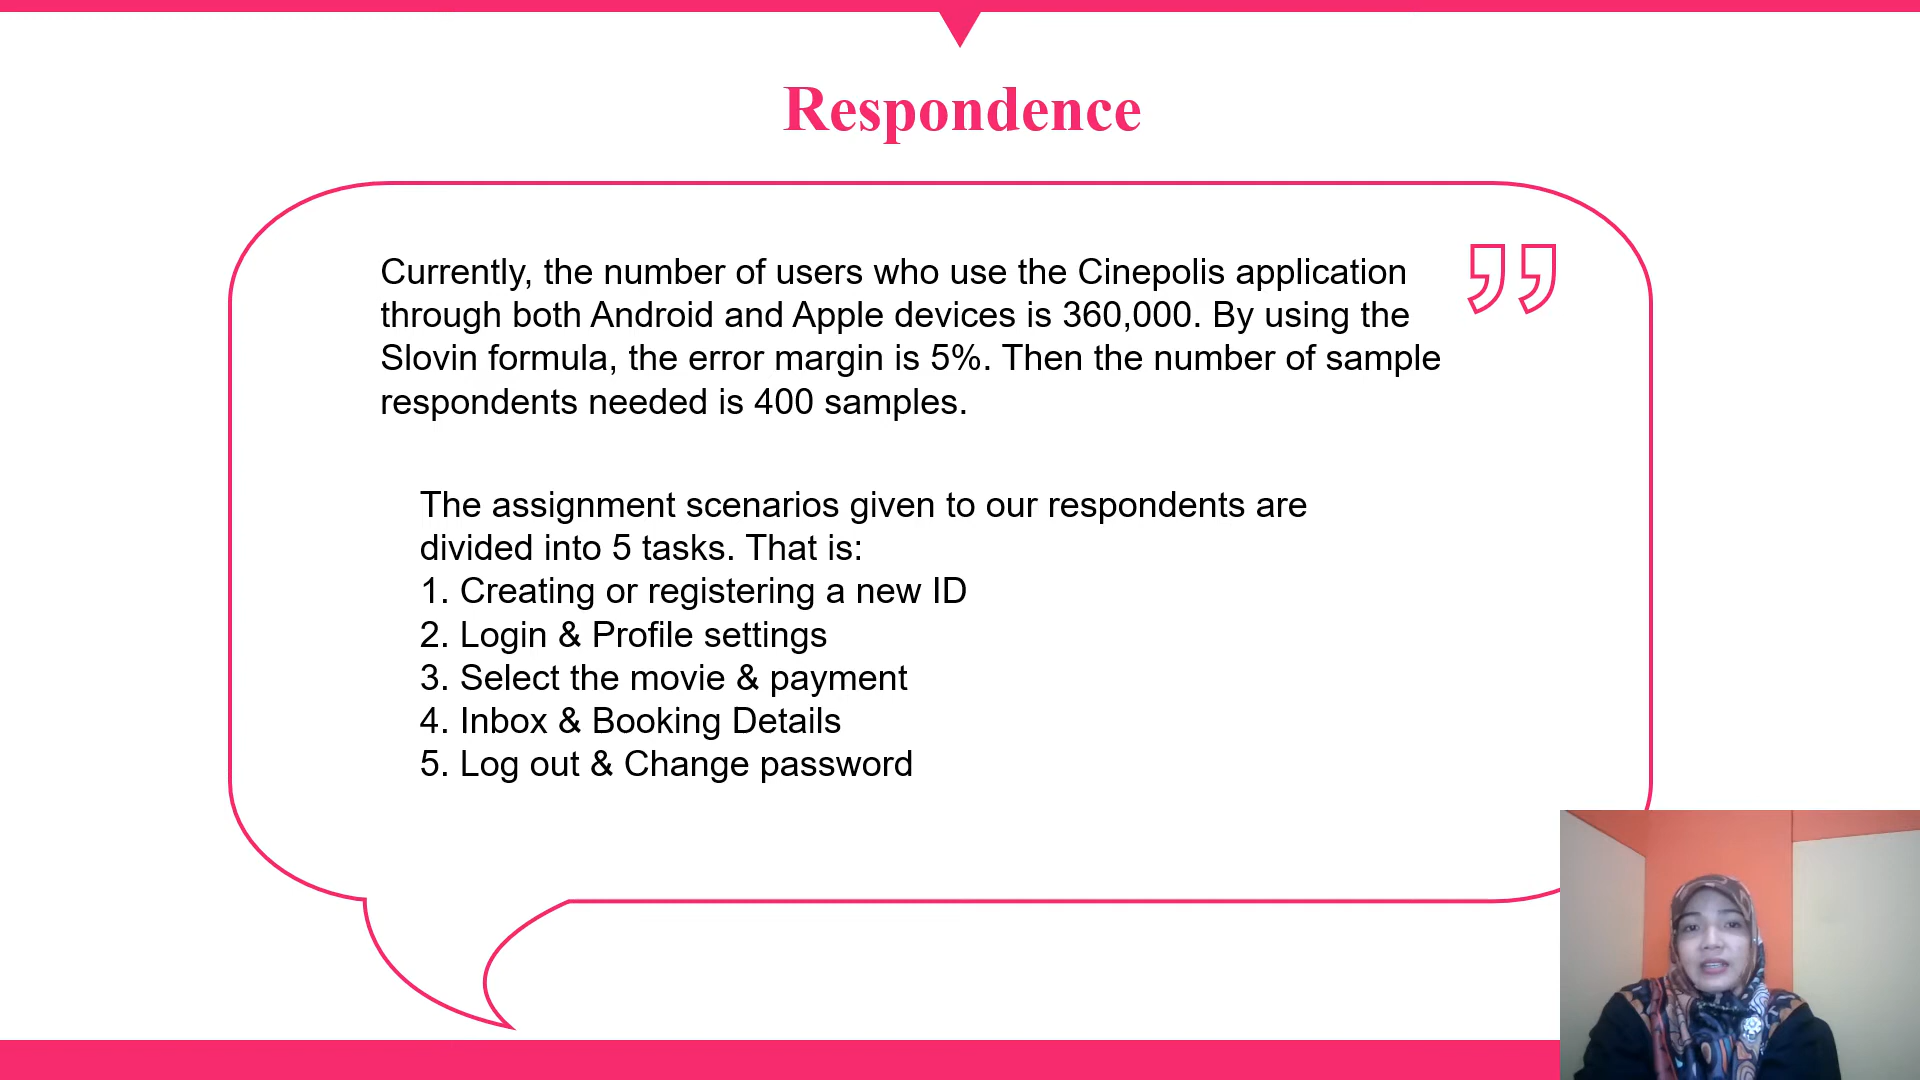 Respondence
Currently, the number of users who use the Cinepolis application
through both Android and Apple devices is 360,000. By using the
Slovin formula, the error margin is 5%. Then the number of sample
respondents needed is 400 samples.
The assignment scenarios given to our respondents are
divided into 5 tasks. That is:
1. Creating or registering a new ID
2. Login & Profile settings
3. Select the movie & payment
4. Inbox & Booking Details
5. Log out & Change password